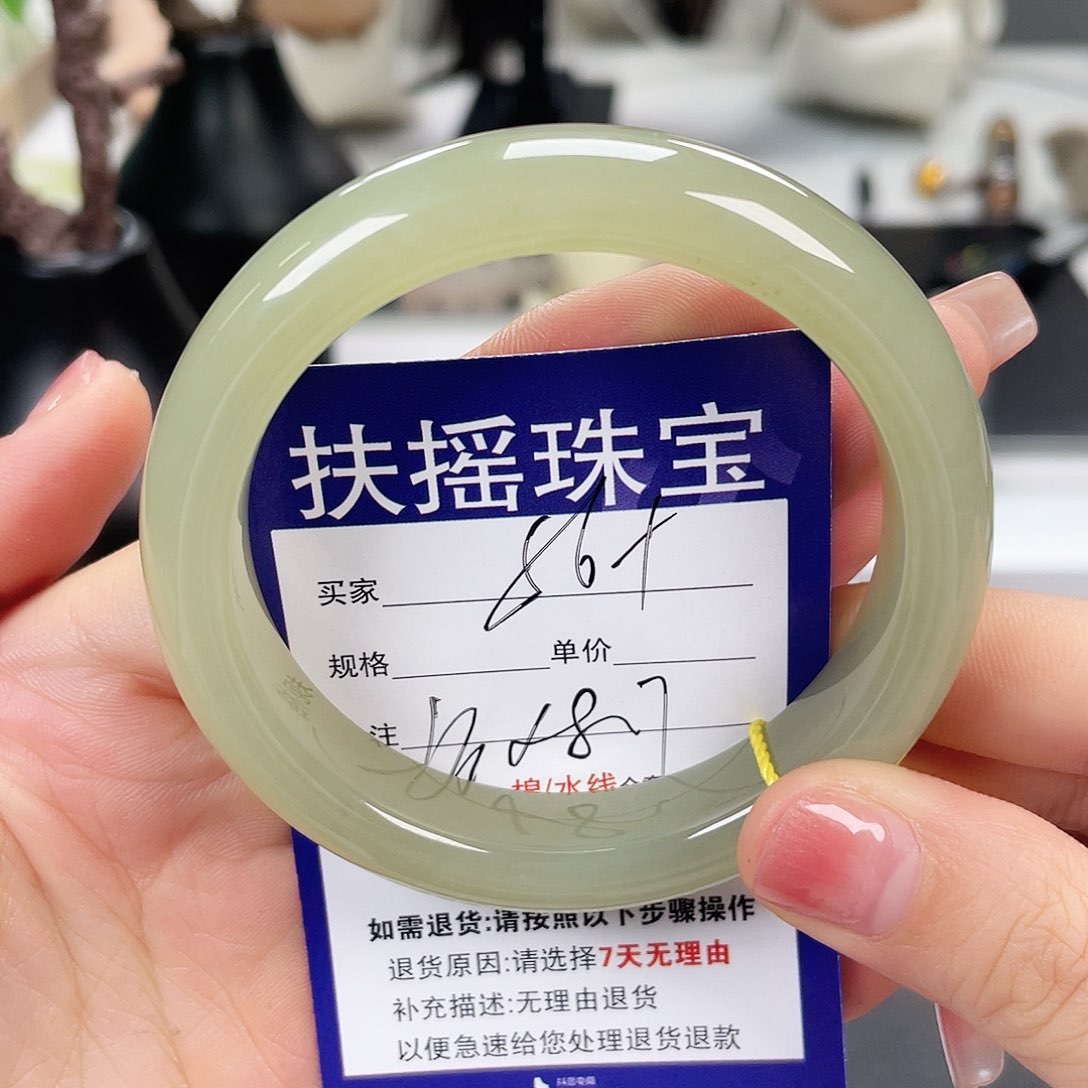 扶摇珠宝
买家 86+
规格 单价
注
棉/水线
如需退货:请按照以下步骤操作
退货原因:请选择7天无理由
补充描述:无理由退货
以便急速给您处理退货退款